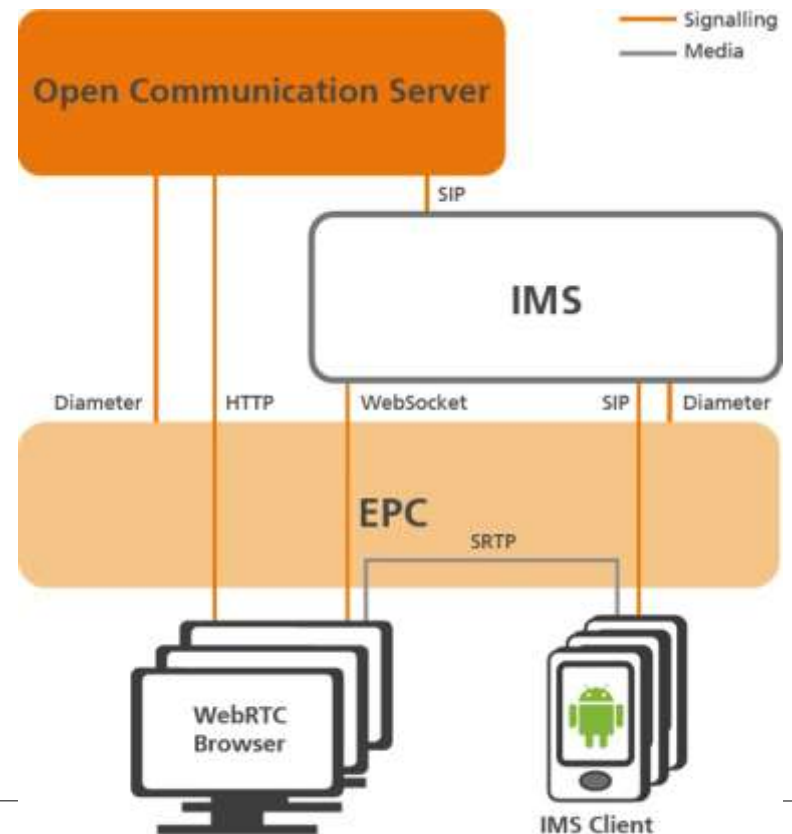 Signalling
Media
Open Communication Server
SIP
IMS
Diameter
HTTP
WebSocket
SIP
Diameter
EPC
SRTP
WebRTC
Browser
IMS Client